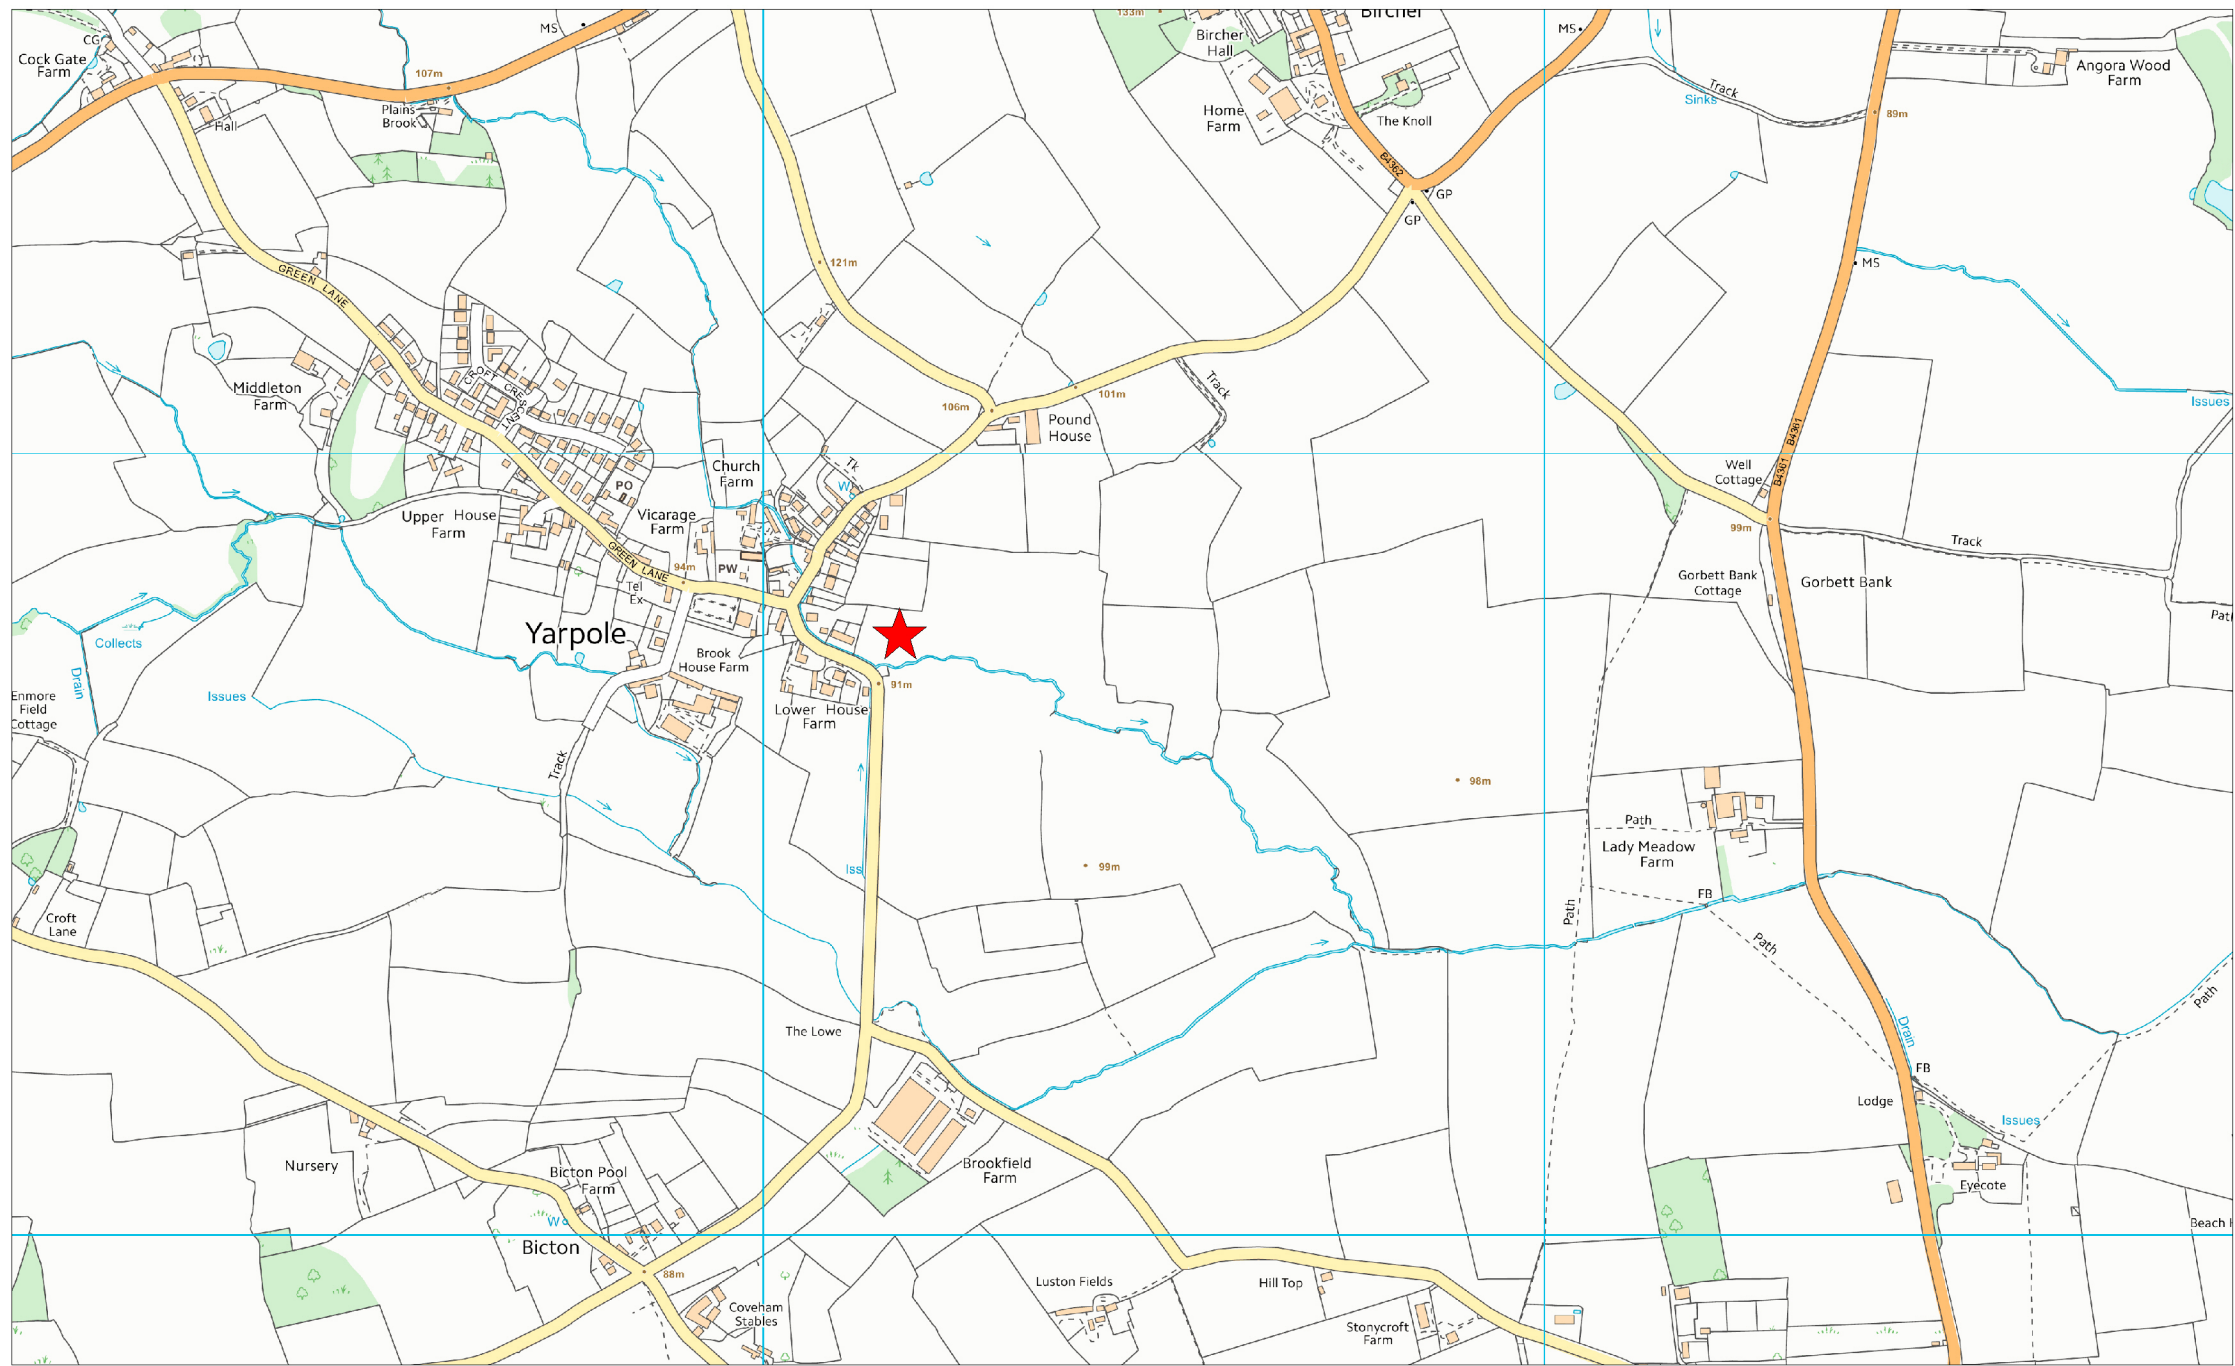 133m
Bircher
MS
CG
Cock Gate
Farm
107m
Plains
Brook
Hall
Bircher
Hall
Home
Farm
The Knoll
B4362
GP
GP
MS
Track
Sinks
89m
Angora Wood
Farm
MS
121m
GREEN LANE
Middleton
Farm
CROFT CRESCENT
106m
101m
Pound
House
Track
B4361
B4361
Issues
Church
Farm
Tk
W
PO
Upper House
Farm
Vicarage
Farm
GREEN LANE
94m
PW
Tel
Ex
Well
Cottage
99m
Track
Gorbett Bank
Cottage
Gorbett Bank
Collects
Drain
Yarpole
Brook
House Farm
Issues
Enmore
Field
Cottage
91m
Lower House
Farm
Track
98m
Iss
99m
Path
Lady Meadow
Farm
FB
Path
Path
Path
Croft
Lane
The Lowe
Drain
FB
Lodge
Issues
Eyecote
Nursery
Bicton Pool
Farm
W
Bicton
88m
Brookfield
Farm
Beach
Coveham
Stables
Luston Fields
Hill Top
Stonycroft
Farm